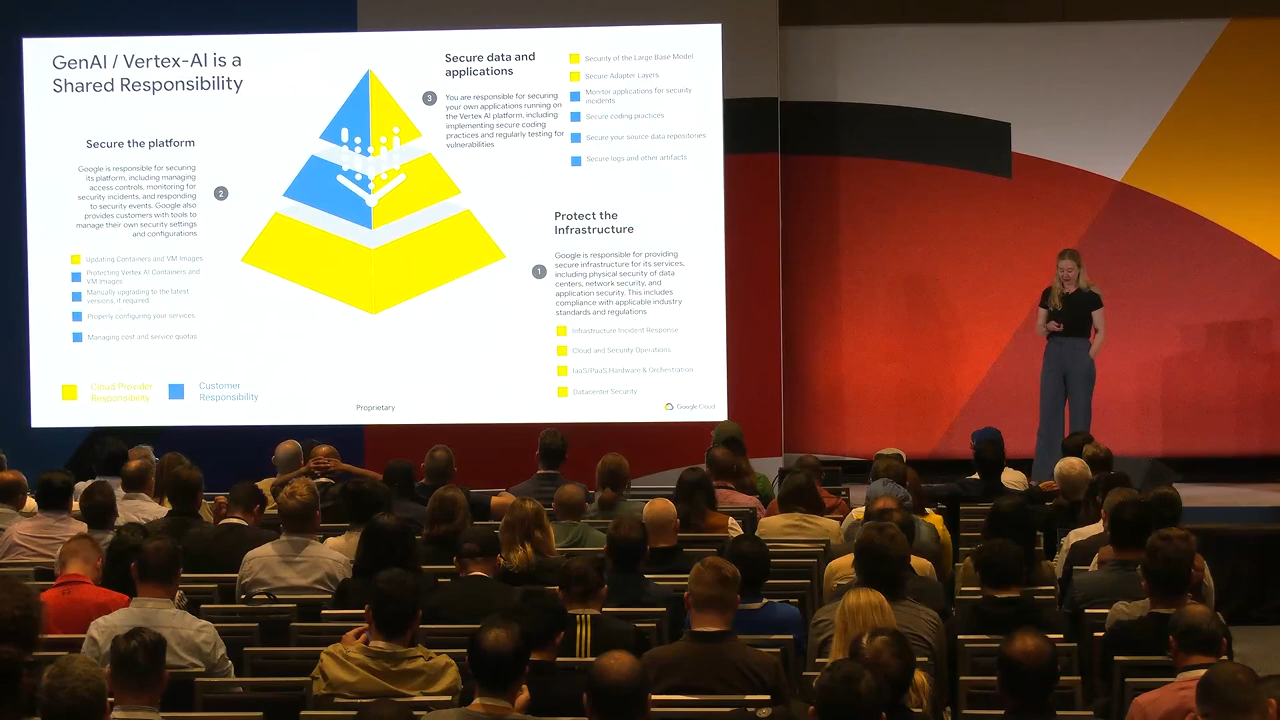 GenAI / Vertex-AI is a
Shared Responsibility
Secure the platform
Google is responsible for securing
its platform, including managing
access controls, monitoring for
security incidents, and responding
to security events. Google also
provides customers with tools to
manage their own security settings
and configurations
2
Updating Containers and VM Images
Protecting Vertex AI Containers and
VM Images
Manually upgrading to the latest
versions, if required
Properly configuring your services
Managing cost and service quotas
Cloud Provider
Responsibility
Customer
Responsibility
Secure data and
applications
3
You are responsible for securing
your own applications running on
the Vertex AI platform, including
implementing secure coding
practices and regularly testing for
vulnerabilities
Security of the Large Base Model
Secure Adapter Layers
Monitor applications for security
incidents
Secure coding practices
Secure your source data repositories
Secure logs and other artifacts
Protect the
Infrastructure
1
Google is responsible for providing
secure infrastructure for its services,
including physical security of data
centers, network security, and
application security. This includes
compliance with applicable industry
standards and regulations
Infrastructure Incident Response
Cloud and Security Operations
IaaS/PaaS Hardware & Orchestration
Datacenter Security
Proprietary
Google Cloud